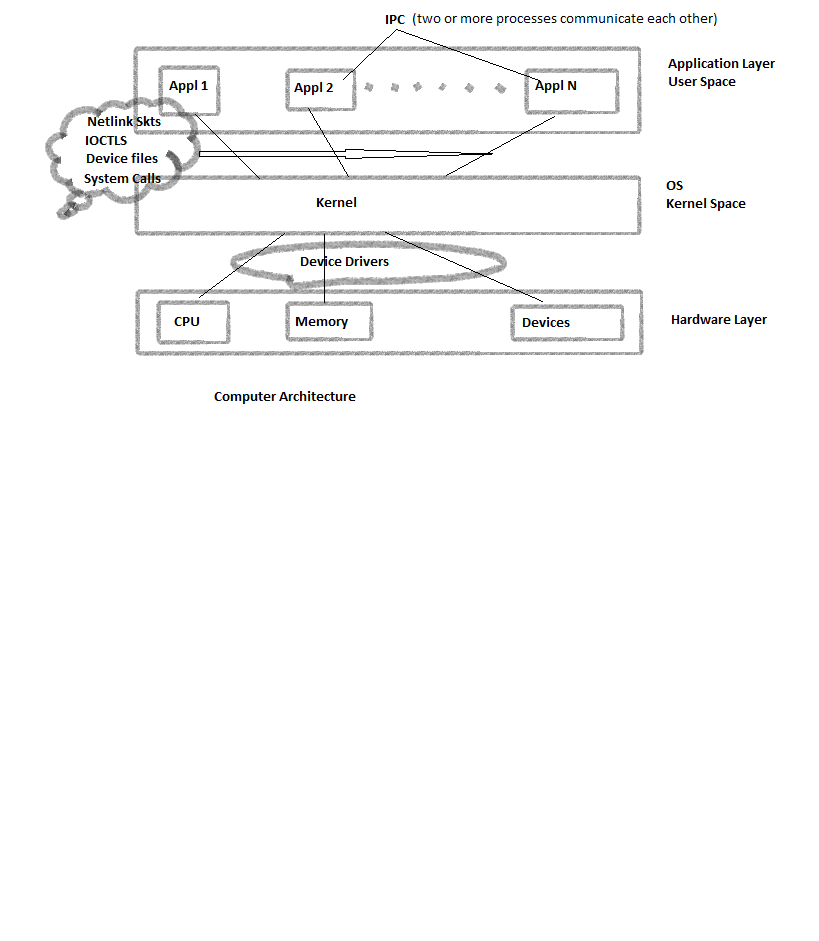 IPC (two or more processes communicate each other)
Application Layer
User Space
Appl 1
Appl 2
Appl N
Netlink Skts
IOCTLS
Device files
System Calls
OS
Kernel Space
Kernel
Device Drivers
CPU
Memory
Devices
Hardware Layer
Computer Architecture